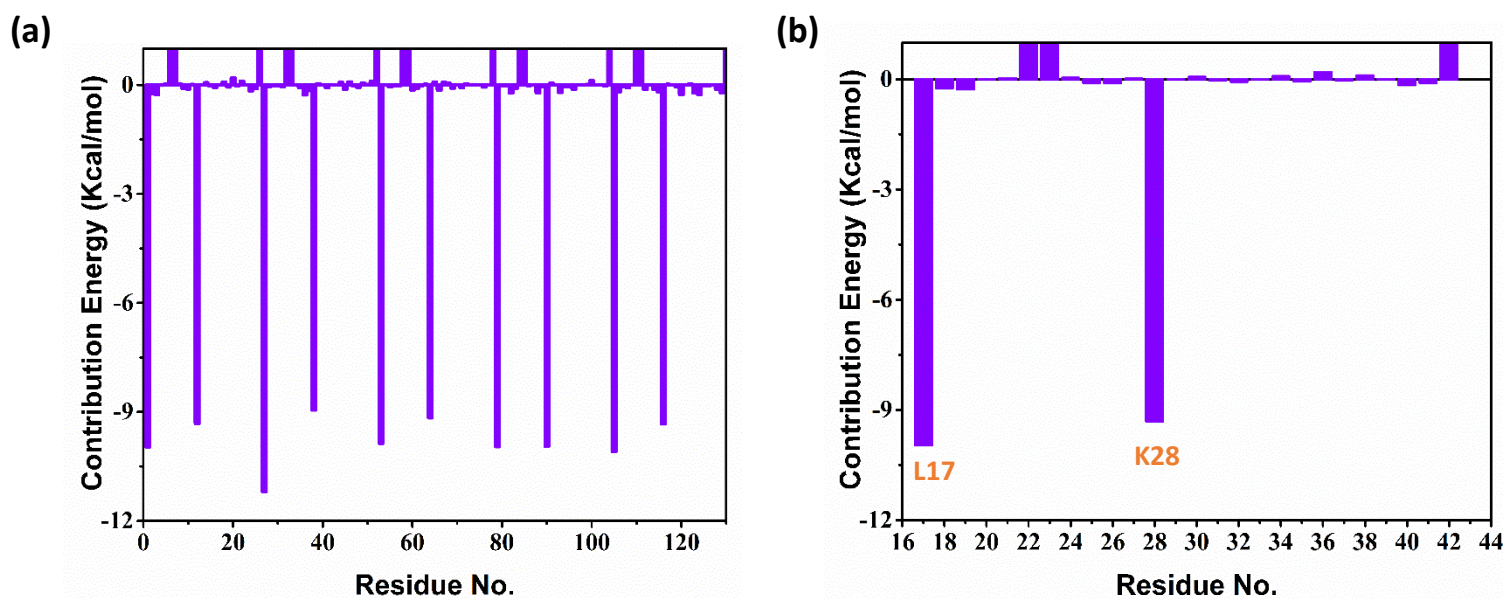 (a)
Contribution Energy (Kcal/mol)
0
-3
-6
-9
-12
0 20 40 60 80 100 120
Residue No.
(b)
Contribution Energy (Kcal/mol)
0
-3
-6
-9
-12
L17
K28
16 18 20 22 24 26 28 30 32 34 36 38 40 42 44
Residue No.